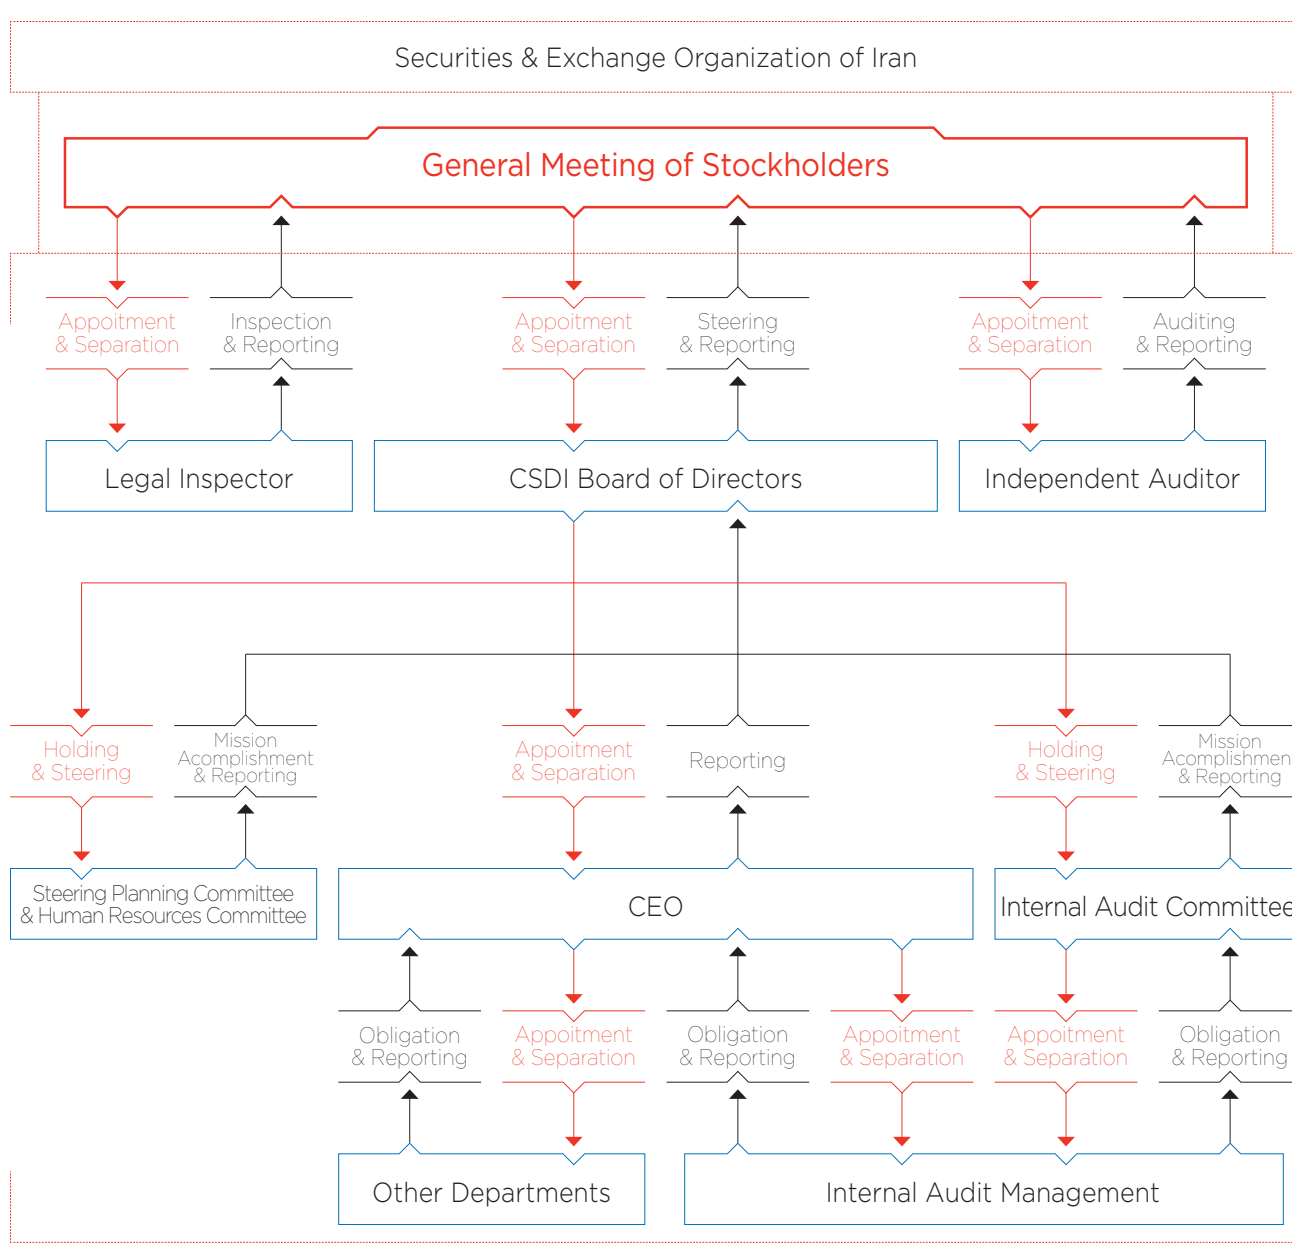 Securities & Exchange Organization of Iran
General Meeting of Stockholders
Appoitment
& Separation
Inspection
& Reporting
Appoitment
& Separation
Steering
& Reporting
Appoitment
& Separation
Auditing
& Reporting
Legal Inspector
CSDI Board of Directors
Independent Auditor
Holding
& Steering
Mission
Acomplishment
& Reporting
Appoitment
& Separation
Reporting
Holding
& Steering
Mission
Acomplishmen
& Reporting
Steering Planning Committee
& Human Resources Committee
CEO
Internal Audit Committee
Obligation
& Reporting
Appoitment
& Separation
Obligation
& Reporting
Appoitment
& Separation
Appoitment
& Separation
Obligation
& Reporting
Other Departments
Internal Audit Management